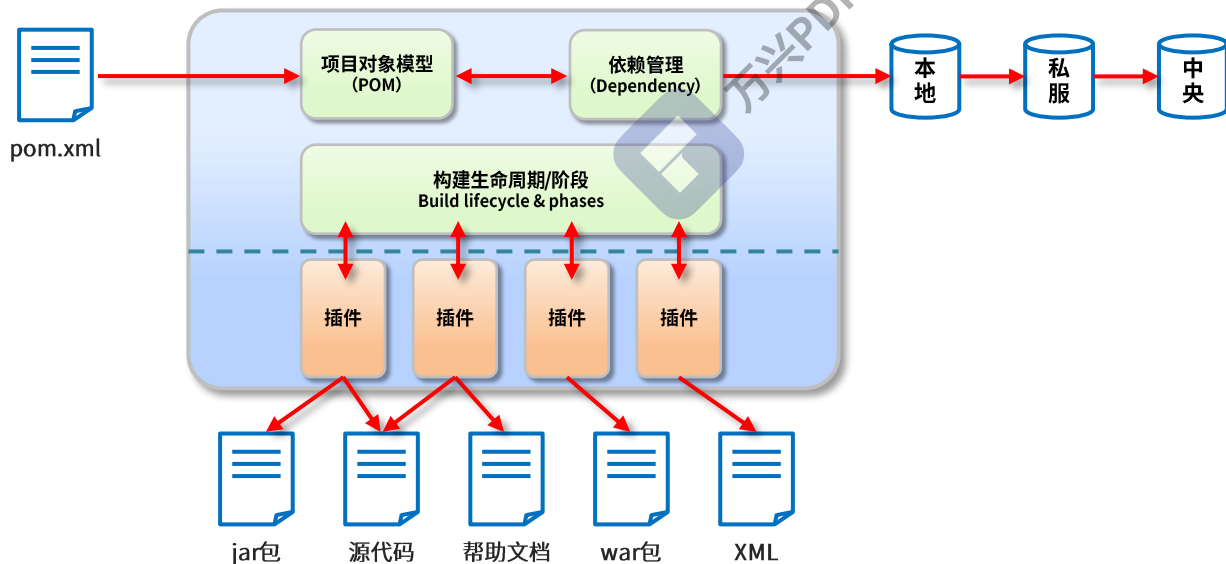 pom.xml
项目对象模型
（POM）
依赖管理
（Dependency）
本
地
私
服
中
央
万兴PDF
构建生命周期/阶段
Build lifecycle & phases
插件
插件
插件
插件
jar包
源代码
帮助文档
war包
XML